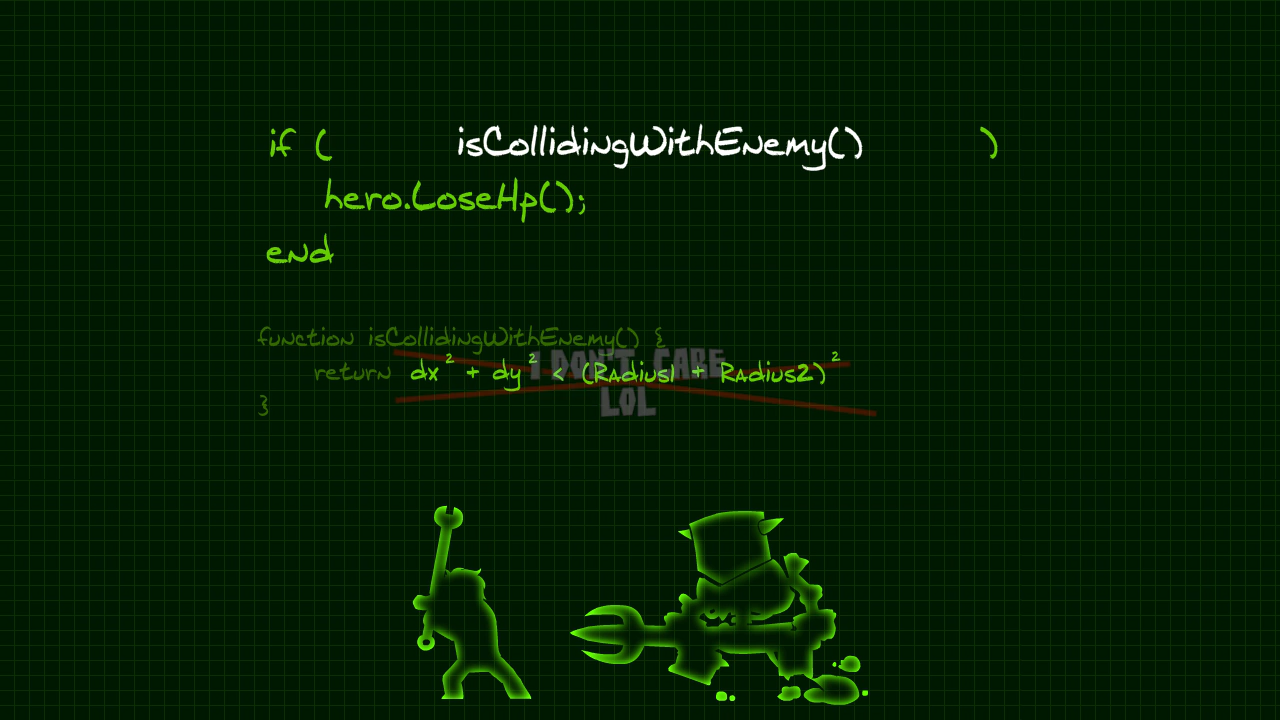 if ( isCollidingWithEnemy() )
hero.LoseHp();
end
function isCollidingWithEnemy() {
return dx² + dy² < (Radius1 + Radius2)²
I DON'T CARE
LOL
}